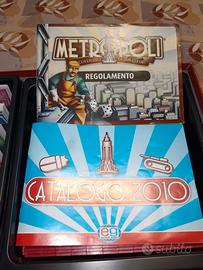 METROPOLI
REGOLAMENTO
CATALOGO 2010
eg
subito